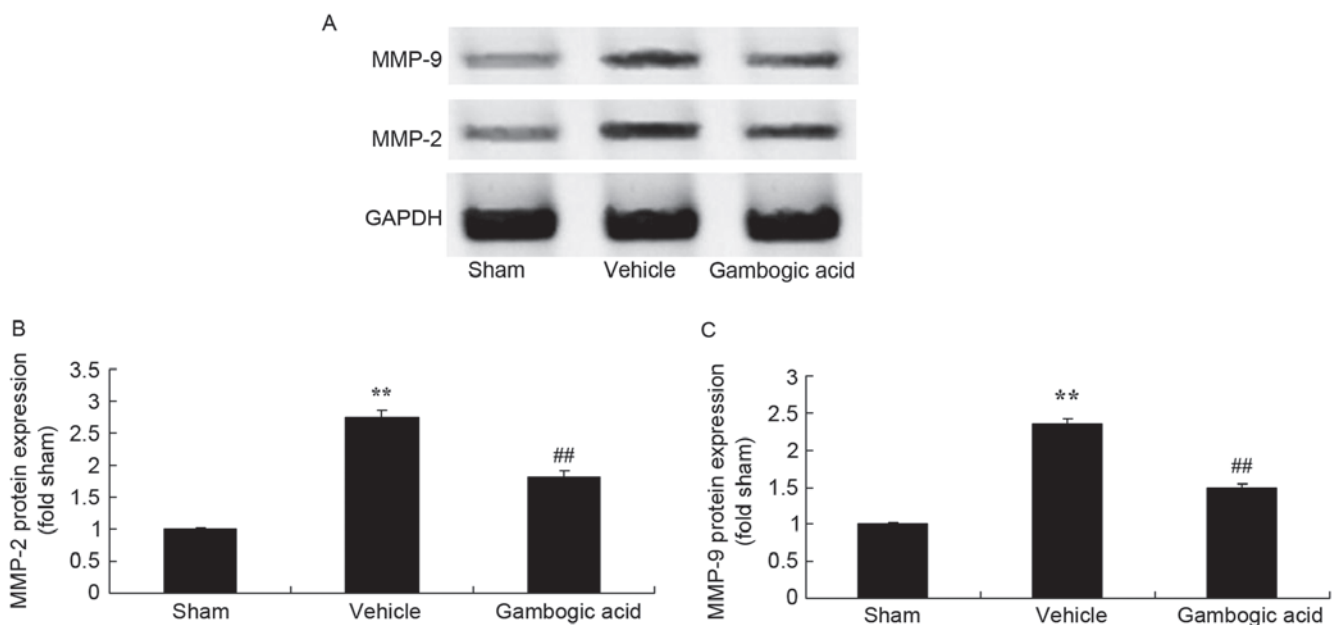 A
MMP-9
MMP-2
GAPDH
Sham Vehicle Gambogic acid
B
MMP-2 protein expression
(fold sham)
3.5
3
2.5
2
1.5
1
0.5
0
**
##
Sham Vehicle Gambogic acid
C
MMP-9 protein expression
(fold sham)
3
2.5
2
1.5
1
0.5
0
**
##
Sham Vehicle Gambogic acid